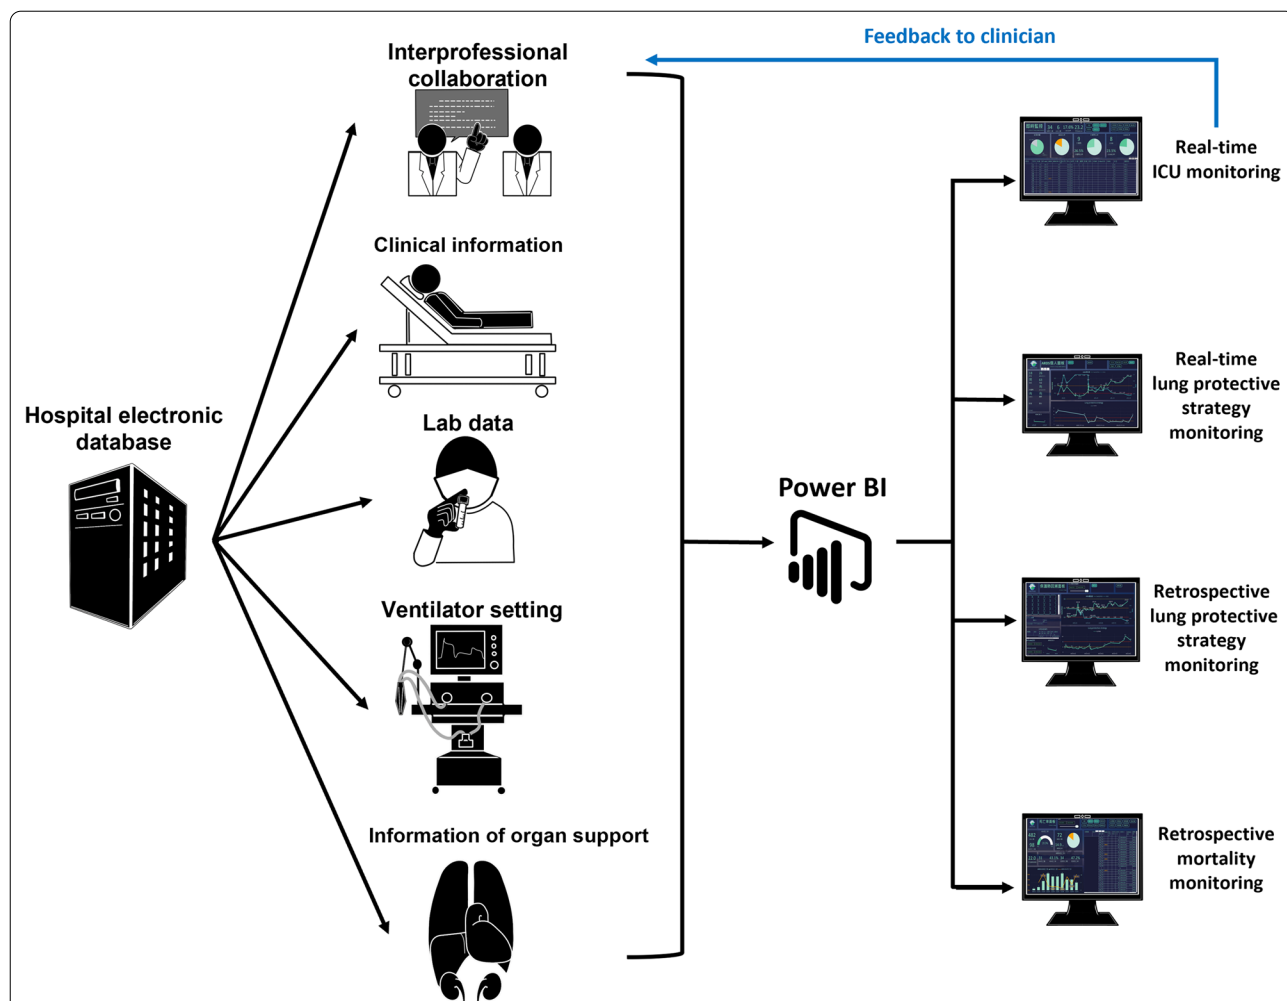 Feedback to clinician
Interprofessional
collaboration
Clinical information
Lab data
Ventilator setting
Information of organ support
Hospital electronic
database
Power BI
Real-time
ICU monitoring
Real-time
lung protective
strategy
monitoring
Retrospective
lung protective
strategy
monitoring
Retrospective
mortality
monitoring